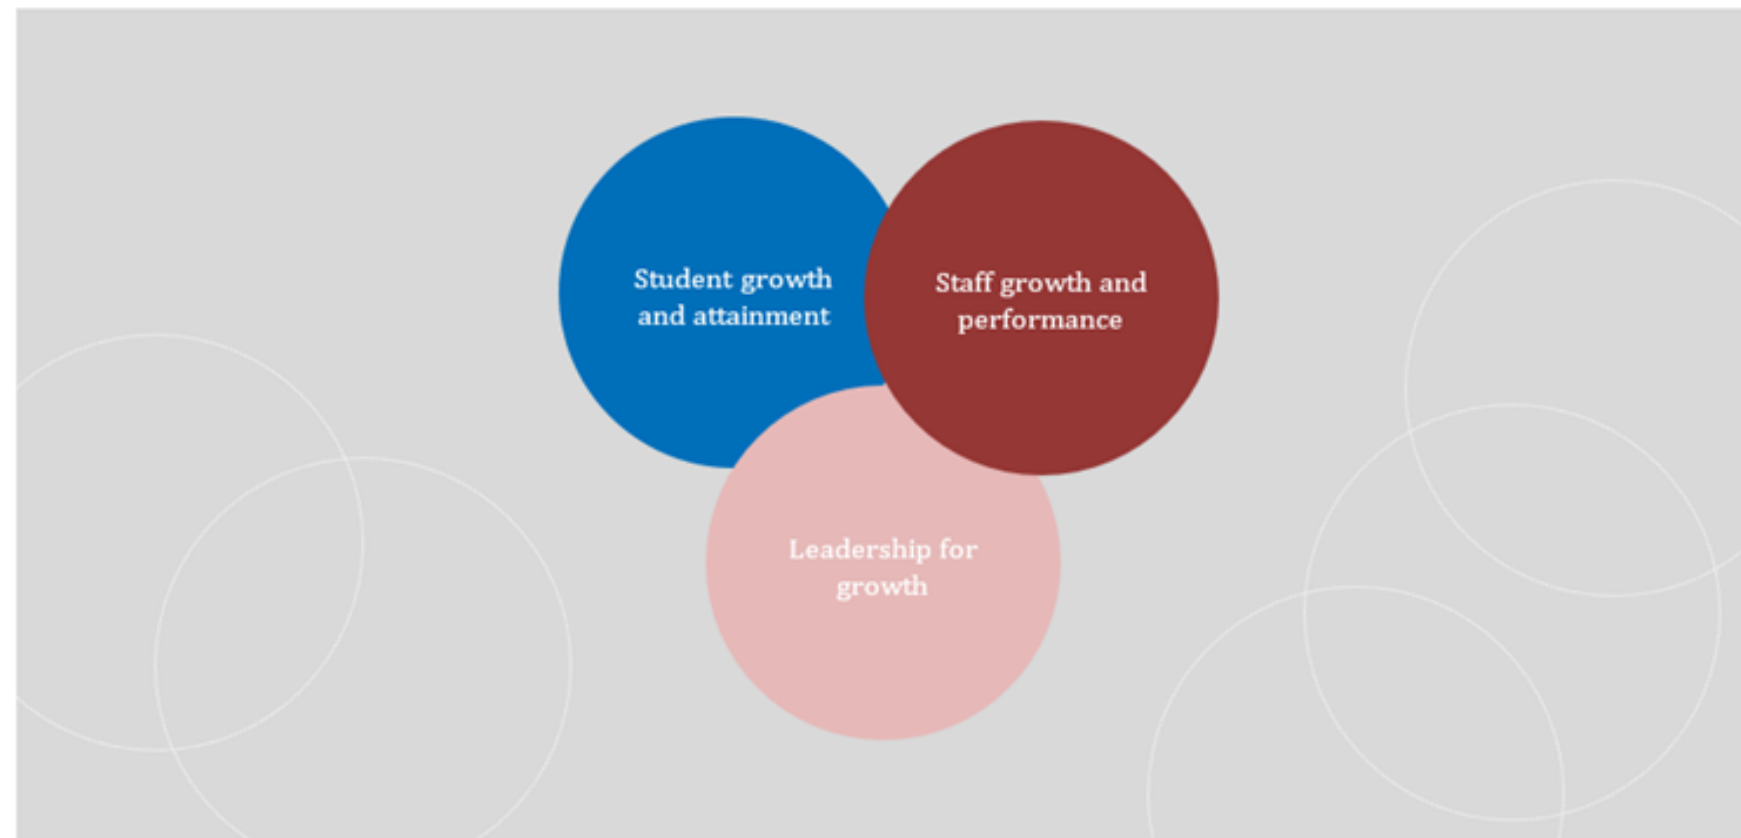 Student growth
and attainment
Staff growth and
performance
Leadership for
growth